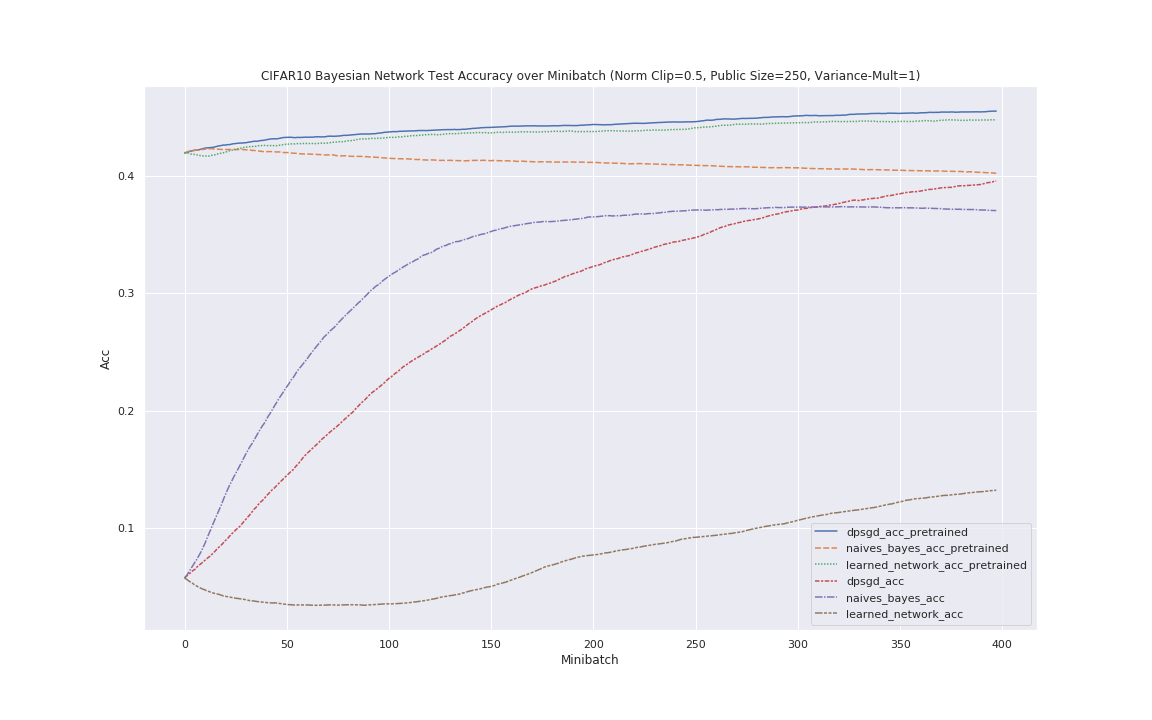 CIFAR10 Bayesian Network Test Accuracy over Minibatch (Norm Clip=0.5, Public Size=250, Variance-Mult=1)
Acc
0.4
0.3
0.2
0.1
dpsgd_acc_pretrained
naives_bayes_acc_pretrained
learned_network_acc_pretrained
dpsgd_acc
naives_bayes_acc
learned_network_acc
0 50 100 150 200 250 300 350 400
Minibatch